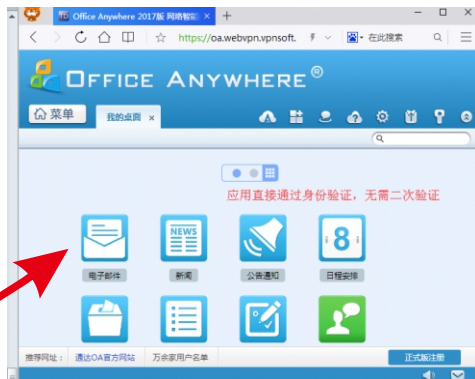 Office Anywhere 2017版 网络智能
https://oa.webvpn.vpnsoft.
在此搜索
OFFICE ANYWHERE®
菜单
我的桌面
应用直接通过身份验证，无需二次验证
NEWS
8
电子邮件
新闻
公告通知
日程安排
推荐网址：
通达OA官方网站
万余家用户名单
正式版注册